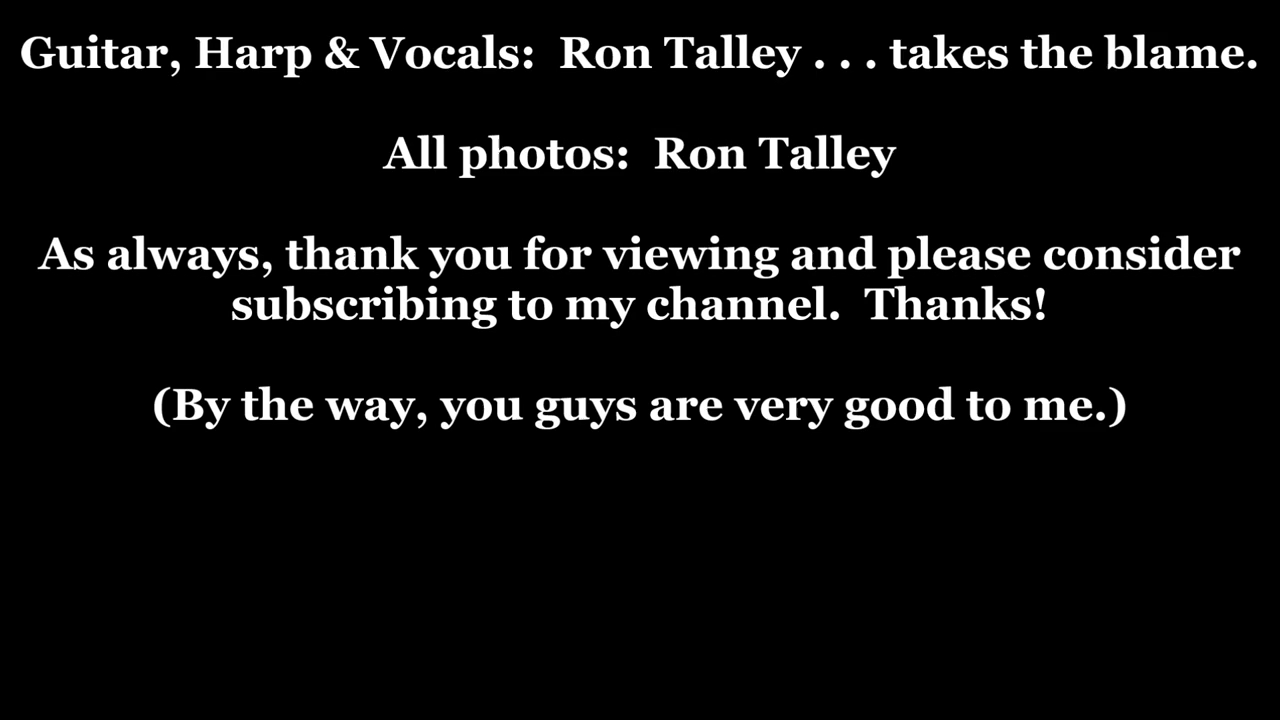 Guitar, Harp & Vocals:  Ron Talley . . . takes the blame.
All photos:  Ron Talley
As always, thank you for viewing and please consider
subscribing to my channel.  Thanks!
(By the way, you guys are very good to me.)